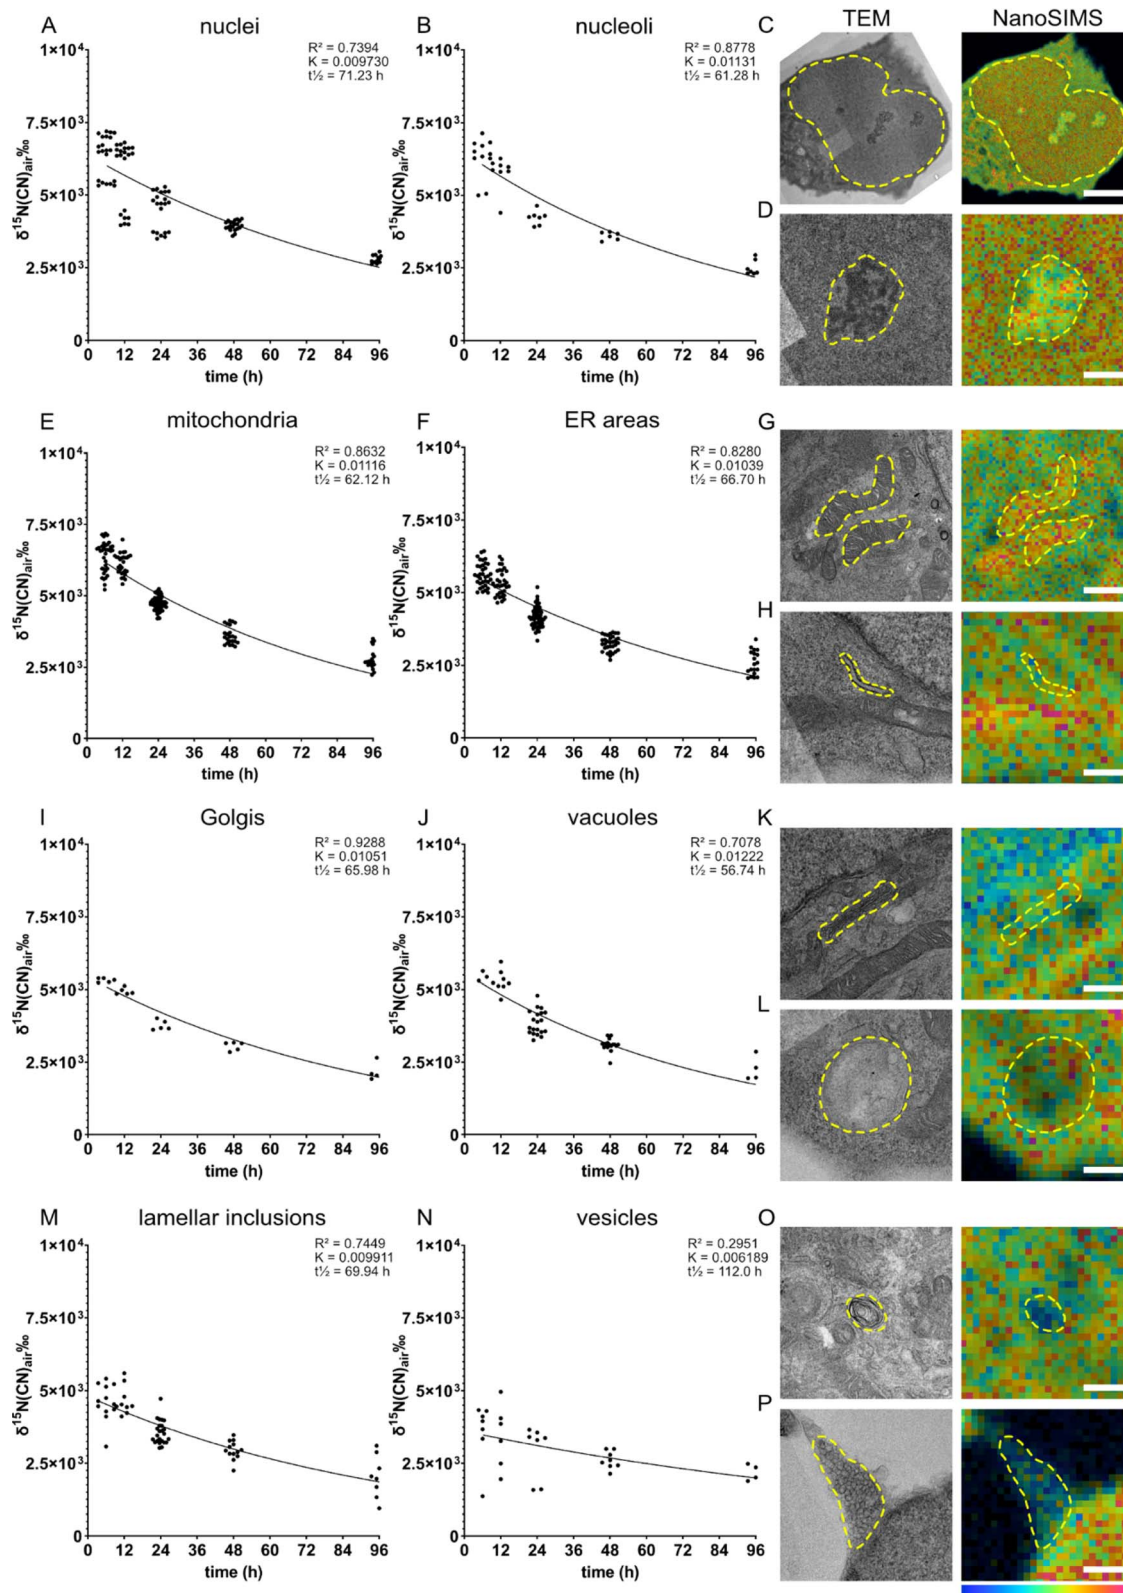 A
nuclei
R² = 0.7394
K = 0.009730
t½ = 71.23 h
1×10⁴
7.5×10³
5.0×10³
2.5×10³
0
δ¹⁵N(CN)air‰
0 12 24 36 48 60 72 84 96
time (h)
B
nucleoli
R² = 0.8778
K = 0.01131
t½ = 61.28 h
1×10⁴
7.5×10³
5.0×10³
2.5×10³
0
δ¹⁵N(CN)air‰
0 12 24 36 48 60 72 84 96
time (h)
TEM NanoSIMS
C
D
E
mitochondria
R² = 0.8632
K = 0.01116
t½ = 62.12 h
1×10⁴
7.5×10³
5.0×10³
2.5×10³
0
δ¹⁵N(CN)air‰
0 12 24 36 48 60 72 84 96
time (h)
F
ER areas
R² = 0.8280
K = 0.01039
t½ = 66.70 h
1×10⁴
7.5×10³
5.0×10³
2.5×10³
0
δ¹⁵N(CN)air‰
0 12 24 36 48 60 72 84 96
time (h)
G
H
I
Golgis
R² = 0.9288
K = 0.01051
t½ = 65.98 h
1×10⁴
7.5×10³
5.0×10³
2.5×10³
0
δ¹⁵N(CN)air‰
0 12 24 36 48 60 72 84 96
time (h)
J
vacuoles
R² = 0.7078
K = 0.01222
t½ = 56.74 h
1×10⁴
7.5×10³
5.0×10³
2.5×10³
0
δ¹⁵N(CN)air‰
0 12 24 36 48 60 72 84 96
time (h)
K
L
M
lamellar inclusions
R² = 0.7449
K = 0.009911
t½ = 69.94 h
1×10⁴
7.5×10³
5.0×10³
2.5×10³
0
δ¹⁵N(CN)air‰
0 12 24 36 48 60 72 84 96
time (h)
N
vesicles
R² = 0.2951
K = 0.006189
t½ = 112.0 h
1×10⁴
7.5×10³
5.0×10³
2.5×10³
0
δ¹⁵N(CN)air‰
0 12 24 36 48 60 72 84 96
time (h)
O
P